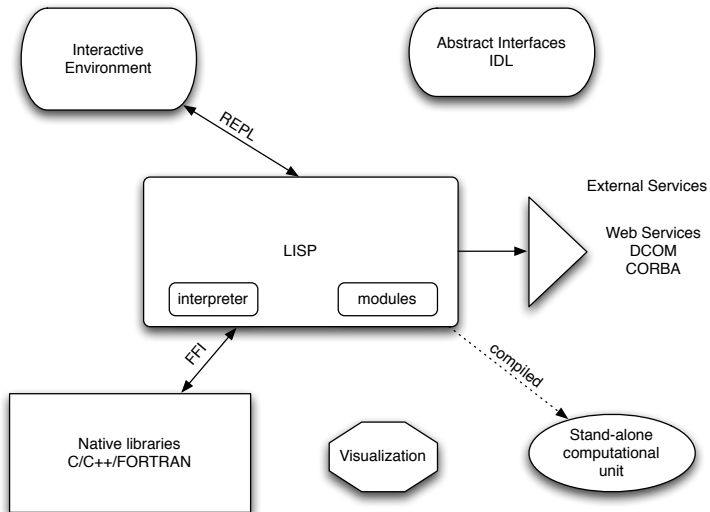 Interactive
Environment
Abstract Interfaces
IDL
REPL
External Services
LISP
Web Services
DCOM
CORBA
interpreter
modules
FFI
compiled
Native libraries
C/C++/FORTRAN
Visualization
Stand-alone
computational
unit